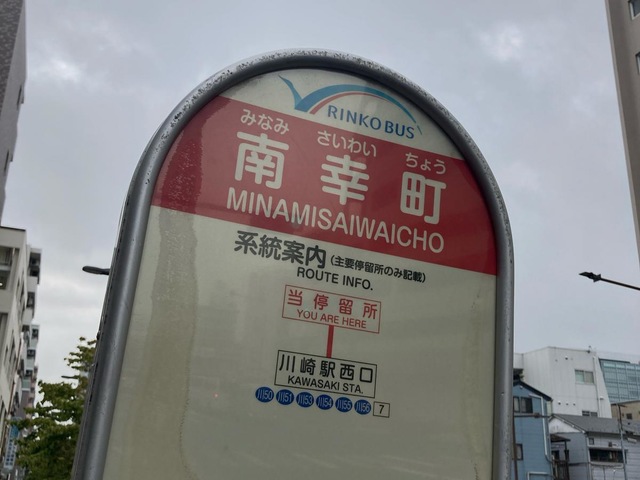 RINKO BUS
みなみ さいわい ちょう
南幸町
MINAMISAIWAICHO
系統案内(主要停留所のみ記載)
ROUTE INFO.
当停留所
YOU ARE HERE
川崎駅西口
KAWASAKI STA.
川50 川51 川53 川54 川55 川56 7